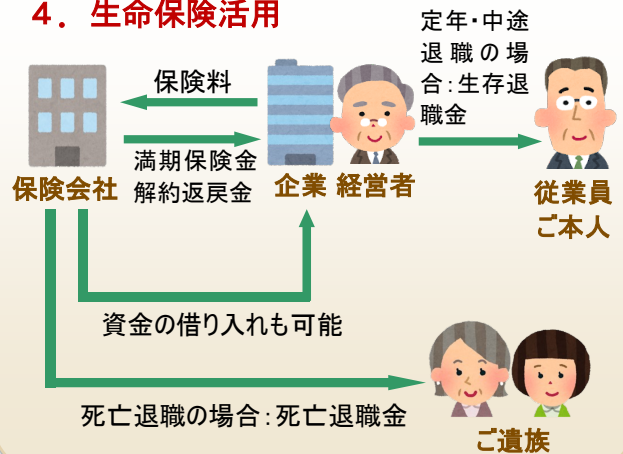 ４．生命保険活用
定年・中途
退職の場
合：生存退
職金
保険料
満期保険金
解約返戻金
保険会社
企業 経営者
従業員
ご本人
資金の借り入れも可能
死亡退職の場合：死亡退職金
ご遺族